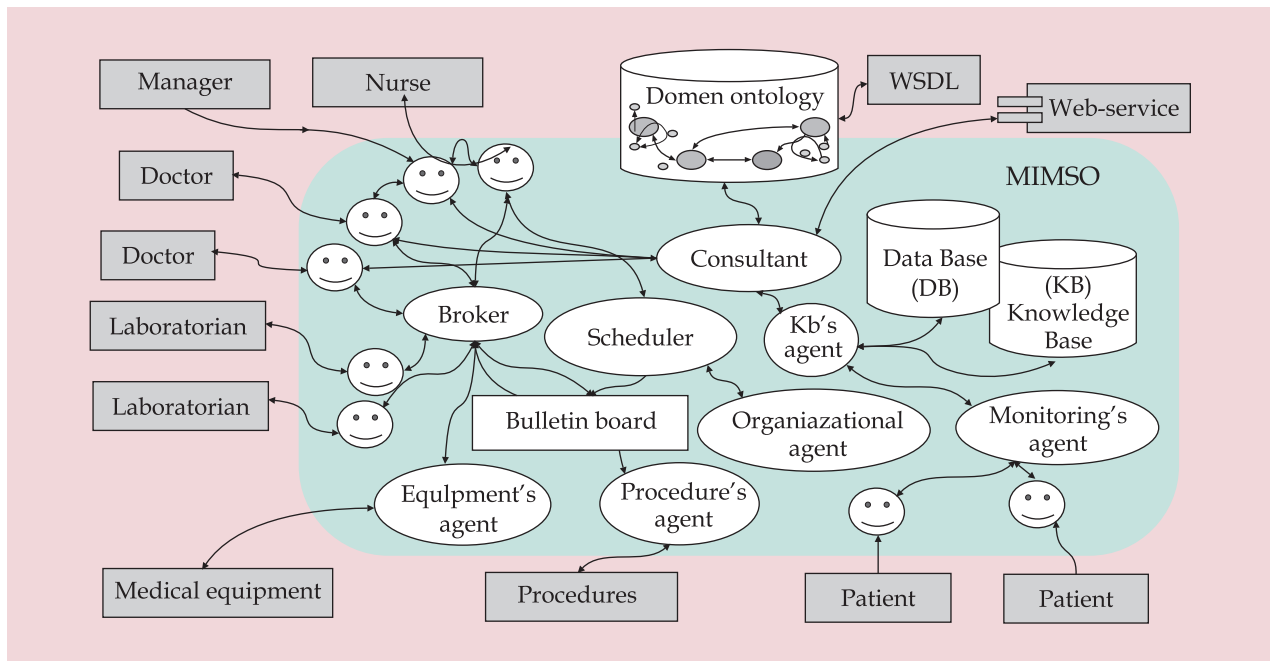 Manager
Nurse
Domen ontology
WSDL
Web-service
Doctor
MIMSO
Doctor
Consultant
Data Base
(DB)
(KB)
Knowledge
Base
Laboratorian
Broker
Scheduler
Kb's
agent
Laboratorian
Bulletin board
Organiazational
agent
Monitoring's
agent
Equlpment's
agent
Procedure's
agent
Medical equipment
Procedures
Patient
Patient